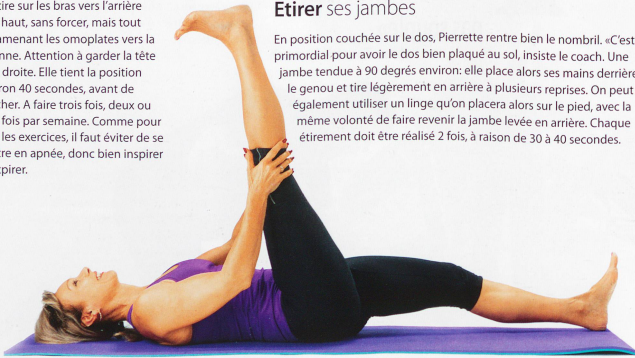 tire sur les bras vers l'arrière
haut, sans forcer, mais tout
amenant les omoplates vers la
nne. Attention à garder la tête
droite. Elle tient la position
ron 40 secondes, avant de
cher. A faire trois fois, deux ou
fois par semaine. Comme pour
les exercices, il faut éviter de se
tre en apnée, donc bien inspirer
xpirer.
Etirer ses jambes
En position couchée sur le dos, Pierrette rentre bien le nombril. «C'est
primordial pour avoir le dos bien plaqué au sol, insiste le coach. Une
jambe tendue à 90 degrés environ: elle place alors ses mains derrière
le genou et tire légèrement en arrière à plusieurs reprises. On peut
également utiliser un linge qu'on placera alors sur le pied, avec la
même volonté de faire revenir la jambe levée en arrière. Chaque
étirement doit être réalisé 2 fois, à raison de 30 à 40 secondes.